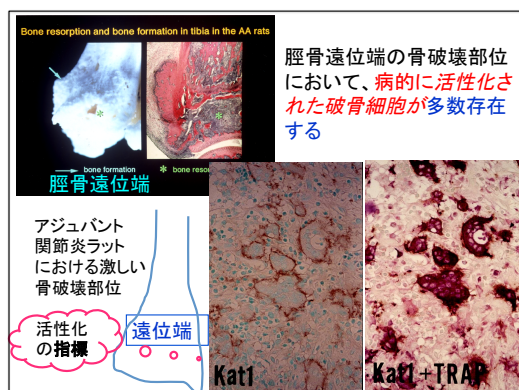 Bone resorption and bone formation in tibia in the AA rats
脛骨遠位端の骨破壊部位
において、病的に活性化さ
れた破骨細胞が多数存在
する
*
*
bone formation
* bone resor
脛骨遠位端
アジュバント
関節炎ラット
における激しい
骨破壊部位
活性化
の指標
遠位端
Kat1
Kat1+TRAP